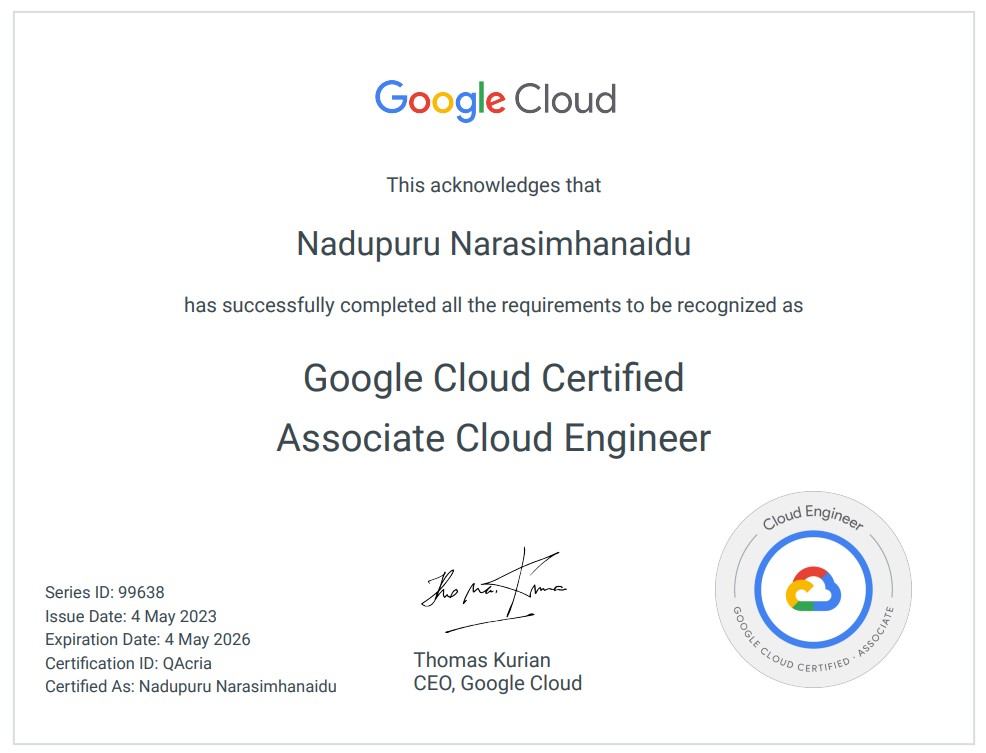 Google Cloud
This acknowledges that
Nadupuru Narasimhanaidu
has successfully completed all the requirements to be recognized as
Google Cloud Certified
Associate Cloud Engineer
Series ID: 99638
Issue Date: 4 May 2023
Expiration Date: 4 May 2026
Certification ID: QAcria
Certified As: Nadupuru Narasimhanaidu
Thomas Kurian
CEO, Google Cloud
Cloud Engineer
GOOGLE CLOUD CERTIFIED · ASSOCIATE